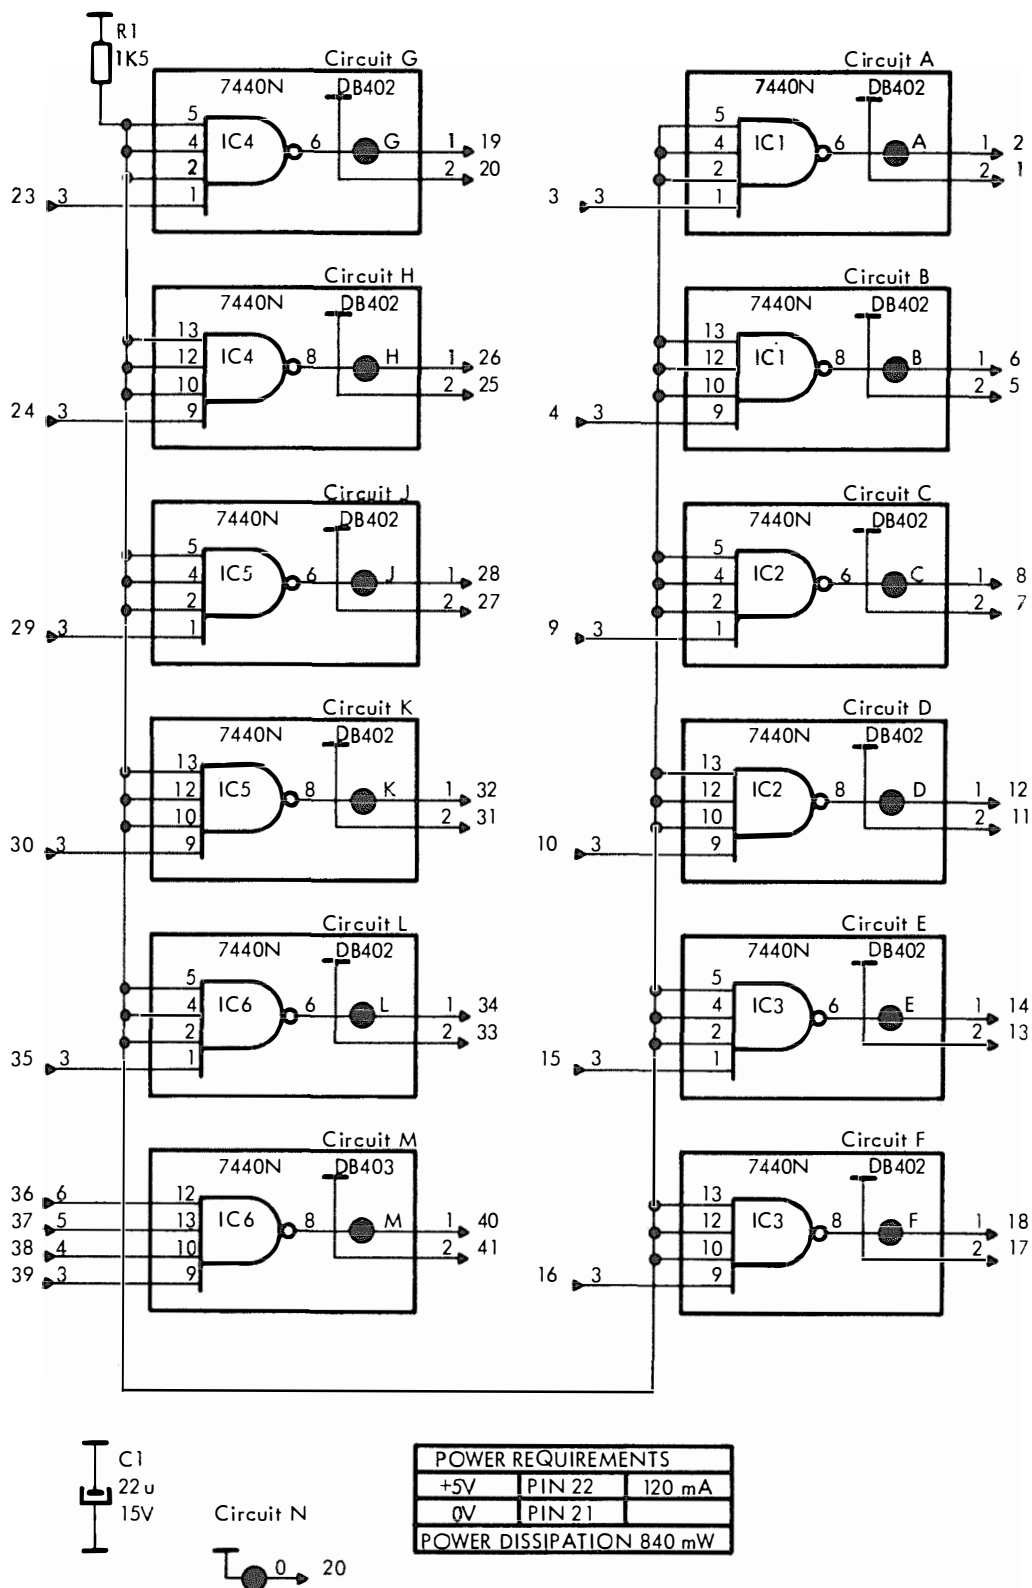 R1
1K5
Circuit G
7440N
DB402
5
4
2
1
IC4
6
G
1
19
2
20
23
3
Circuit A
7440N
DB402
5
4
2
1
IC1
6
A
1
2
2
1
3
3
Circuit H
7440N
DB402
13
12
10
9
IC4
8
H
1
26
2
25
24
3
Circuit B
7440N
DB402
13
12
10
9
IC1
8
B
1
6
2
5
4
3
Circuit J
7440N
DB402
5
4
2
1
IC5
6
J
1
28
2
27
29
3
Circuit C
7440N
DB402
5
4
2
1
IC2
6
C
1
8
2
7
9
3
Circuit K
7440N
DB402
13
12
10
9
IC5
8
K
1
32
2
31
30
3
Circuit D
7440N
DB402
13
12
10
9
IC2
8
D
1
12
2
11
10
3
Circuit L
7440N
DB402
5
4
2
1
IC6
6
L
1
34
2
33
35
3
Circuit E
7440N
DB402
5
4
2
1
IC3
6
E
1
14
2
13
15
3
Circuit M
7440N
DB403
36
6
12
37
5
13
38
4
10
39
3
9
IC6
8
M
1
40
2
41
Circuit F
7440N
DB402
13
12
10
9
IC3
8
F
1
18
2
17
16
3
C1
22u
15V
Circuit N
0
20
POWER REQUIREMENTS
+5V PIN 22 120 mA
0V PIN 21
POWER DISSIPATION 840 mW